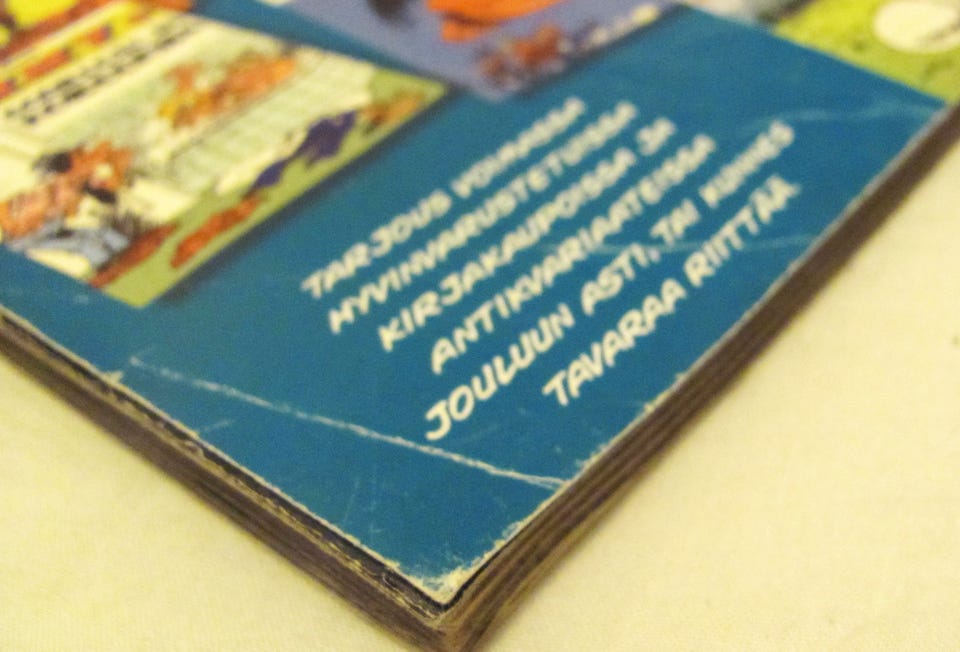 TARJOUS VOIMASSA
HYVINVARUSTETUISSA
KIRJAKAUPOISSA JA
ANTIKVARIAATEISSA
JOULUUN ASTI, TAI KUNNES
TAVARAA RIITTÄÄ.